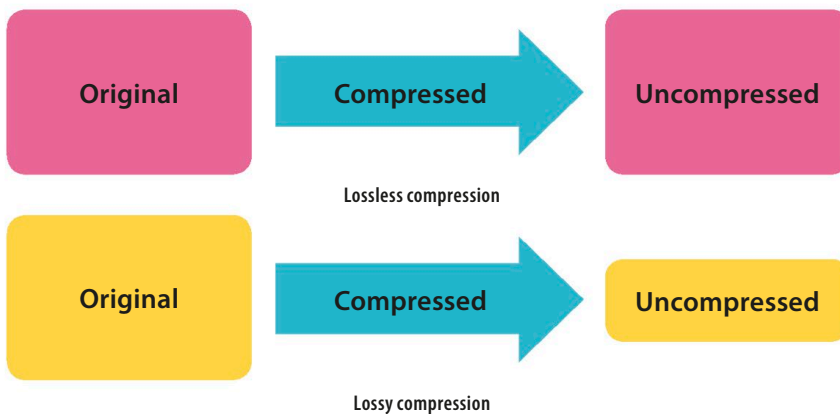 Original
Compressed
Uncompressed
Lossless compression
Original
Compressed
Uncompressed
Lossy compression